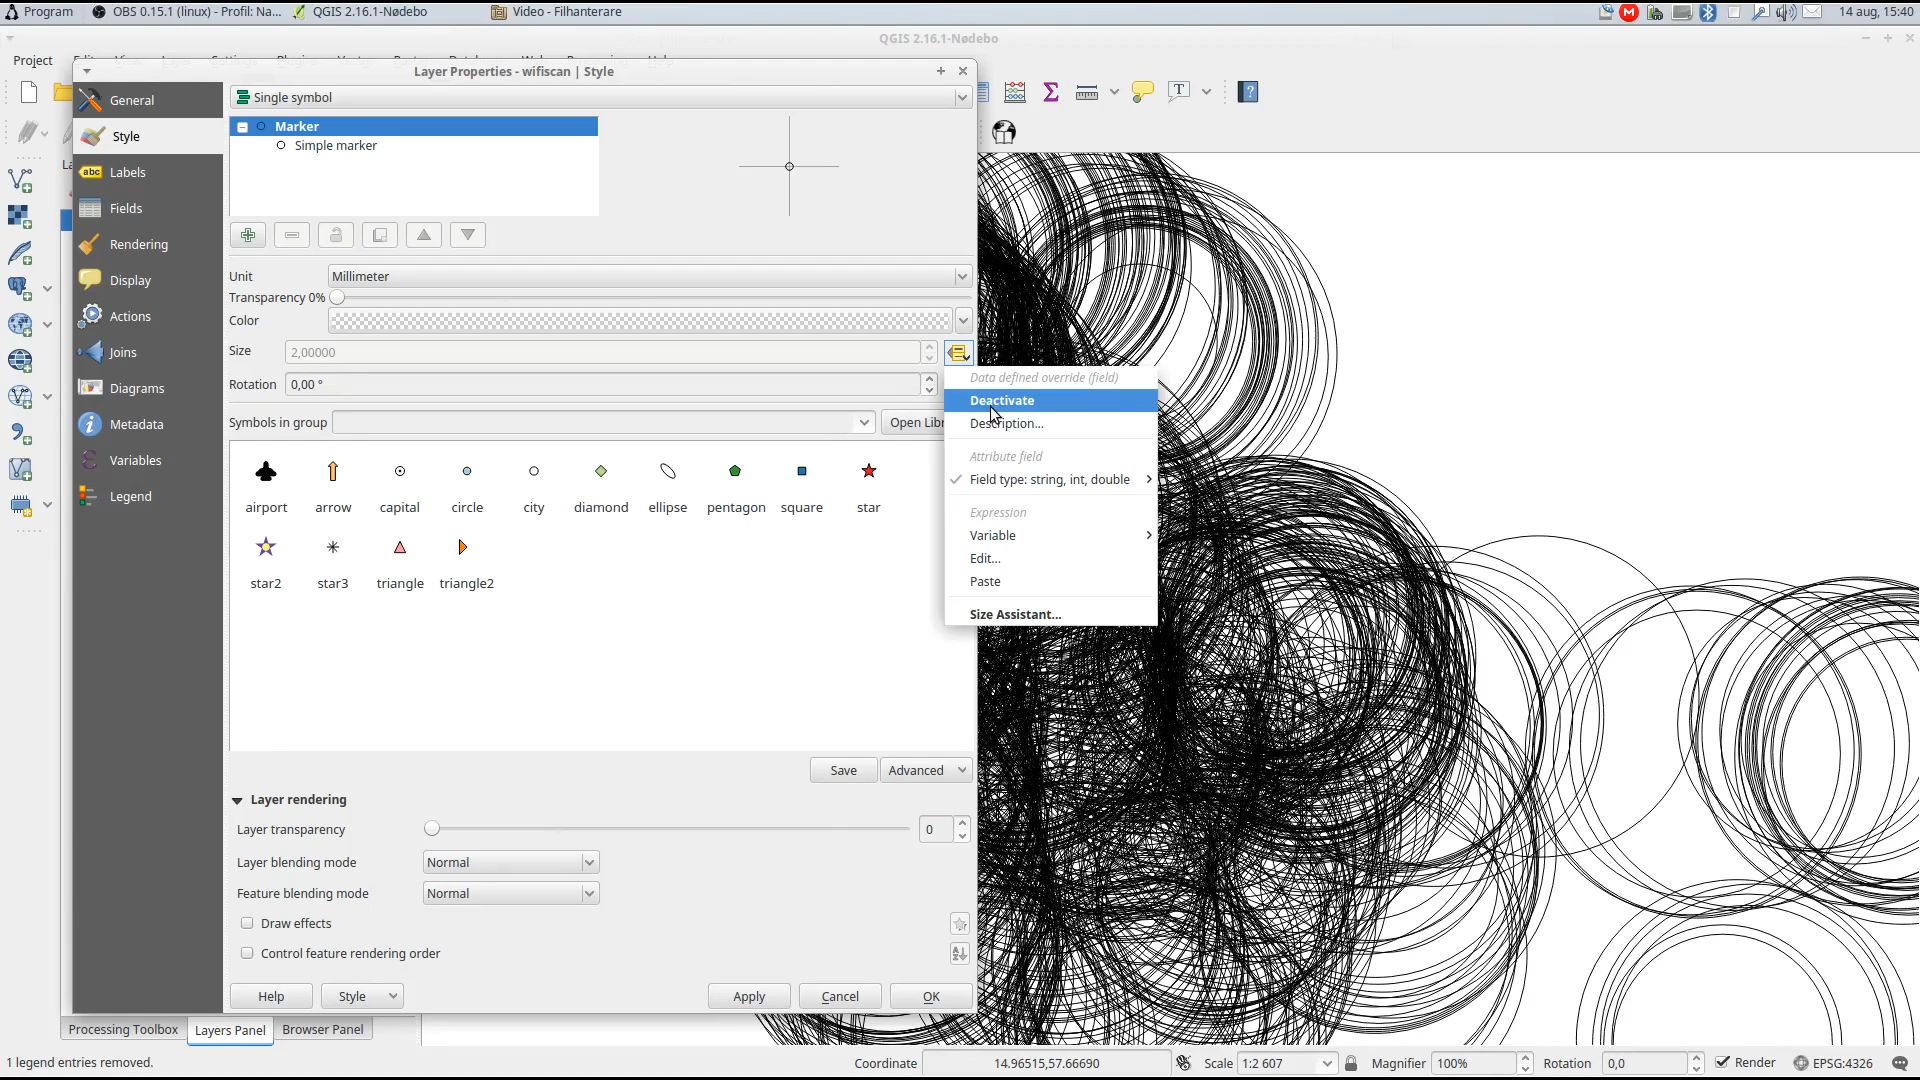 Program
OBS 0.15.1 (linux) - Profil: Na...
QGIS 2.16.1-Nødebo
Video - Filhanterare
14 aug, 15:40
QGIS 2.16.1-Nødebo
Project
Layer Properties - wifiscan | Style
General
Style
Labels
Fields
Rendering
Display
Actions
Joins
Diagrams
Metadata
Variables
Legend
Single symbol
Marker
Simple marker
Unit
Millimeter
Transparency 0%
Color
Size
2,00000
Rotation
0,00 °
Symbols in group
Open Libr
airport
arrow
capital
circle
city
diamond
ellipse
pentagon
square
star
star2
star3
triangle
triangle2
Data defined override (field)
Deactivate
Description...
Attribute field
Field type: string, int, double
Expression
Variable
Edit...
Paste
Size Assistant...
Save
Advanced
Layer rendering
Layer transparency
0
Layer blending mode
Normal
Feature blending mode
Normal
Draw effects
Control feature rendering order
Help
Style
Apply
Cancel
OK
Processing Toolbox
Layers Panel
Browser Panel
1 legend entries removed.
Coordinate
14.96515,57.66690
Scale
1:2 607
Magnifier
100%
Rotation
0,0
Render
EPSG:4326